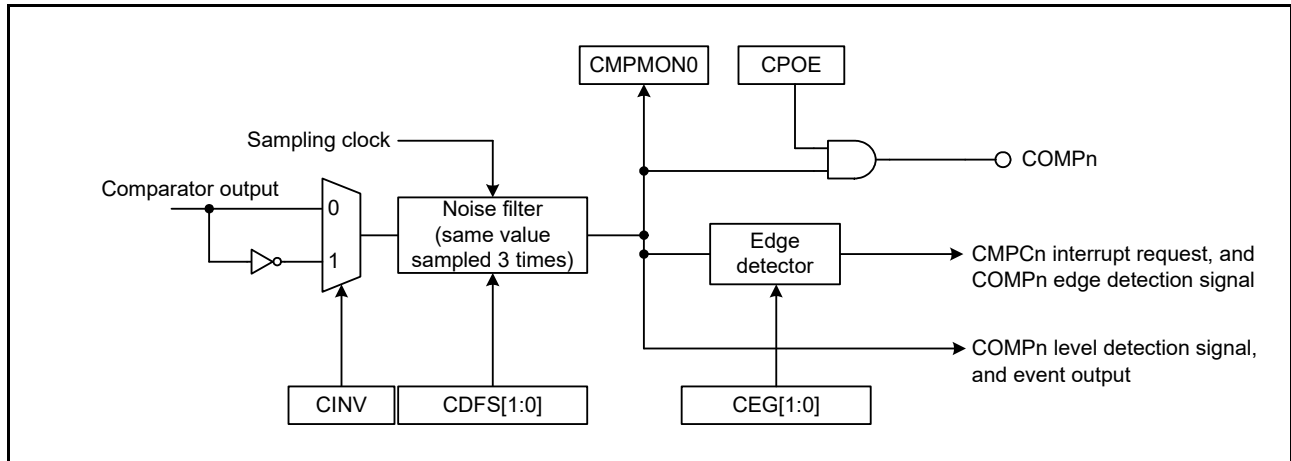 CMPMON0
CPOE
Sampling clock
COMPn
Comparator output
0
1
Noise filter
(same value
sampled 3 times)
Edge
detector
CMPCn interrupt request, and
COMPn edge detection signal
COMPn level detection signal,
and event output
CINV
CDFS[1:0]
CEG[1:0]